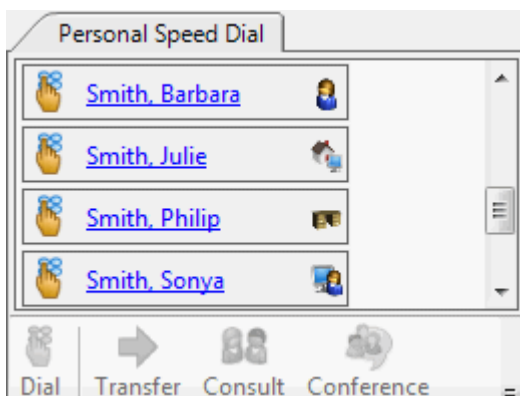 Personal Speed Dial
Smith, Barbara
Smith, Julie
Smith, Philip
Smith, Sonya
Dial Transfer Consult Conference